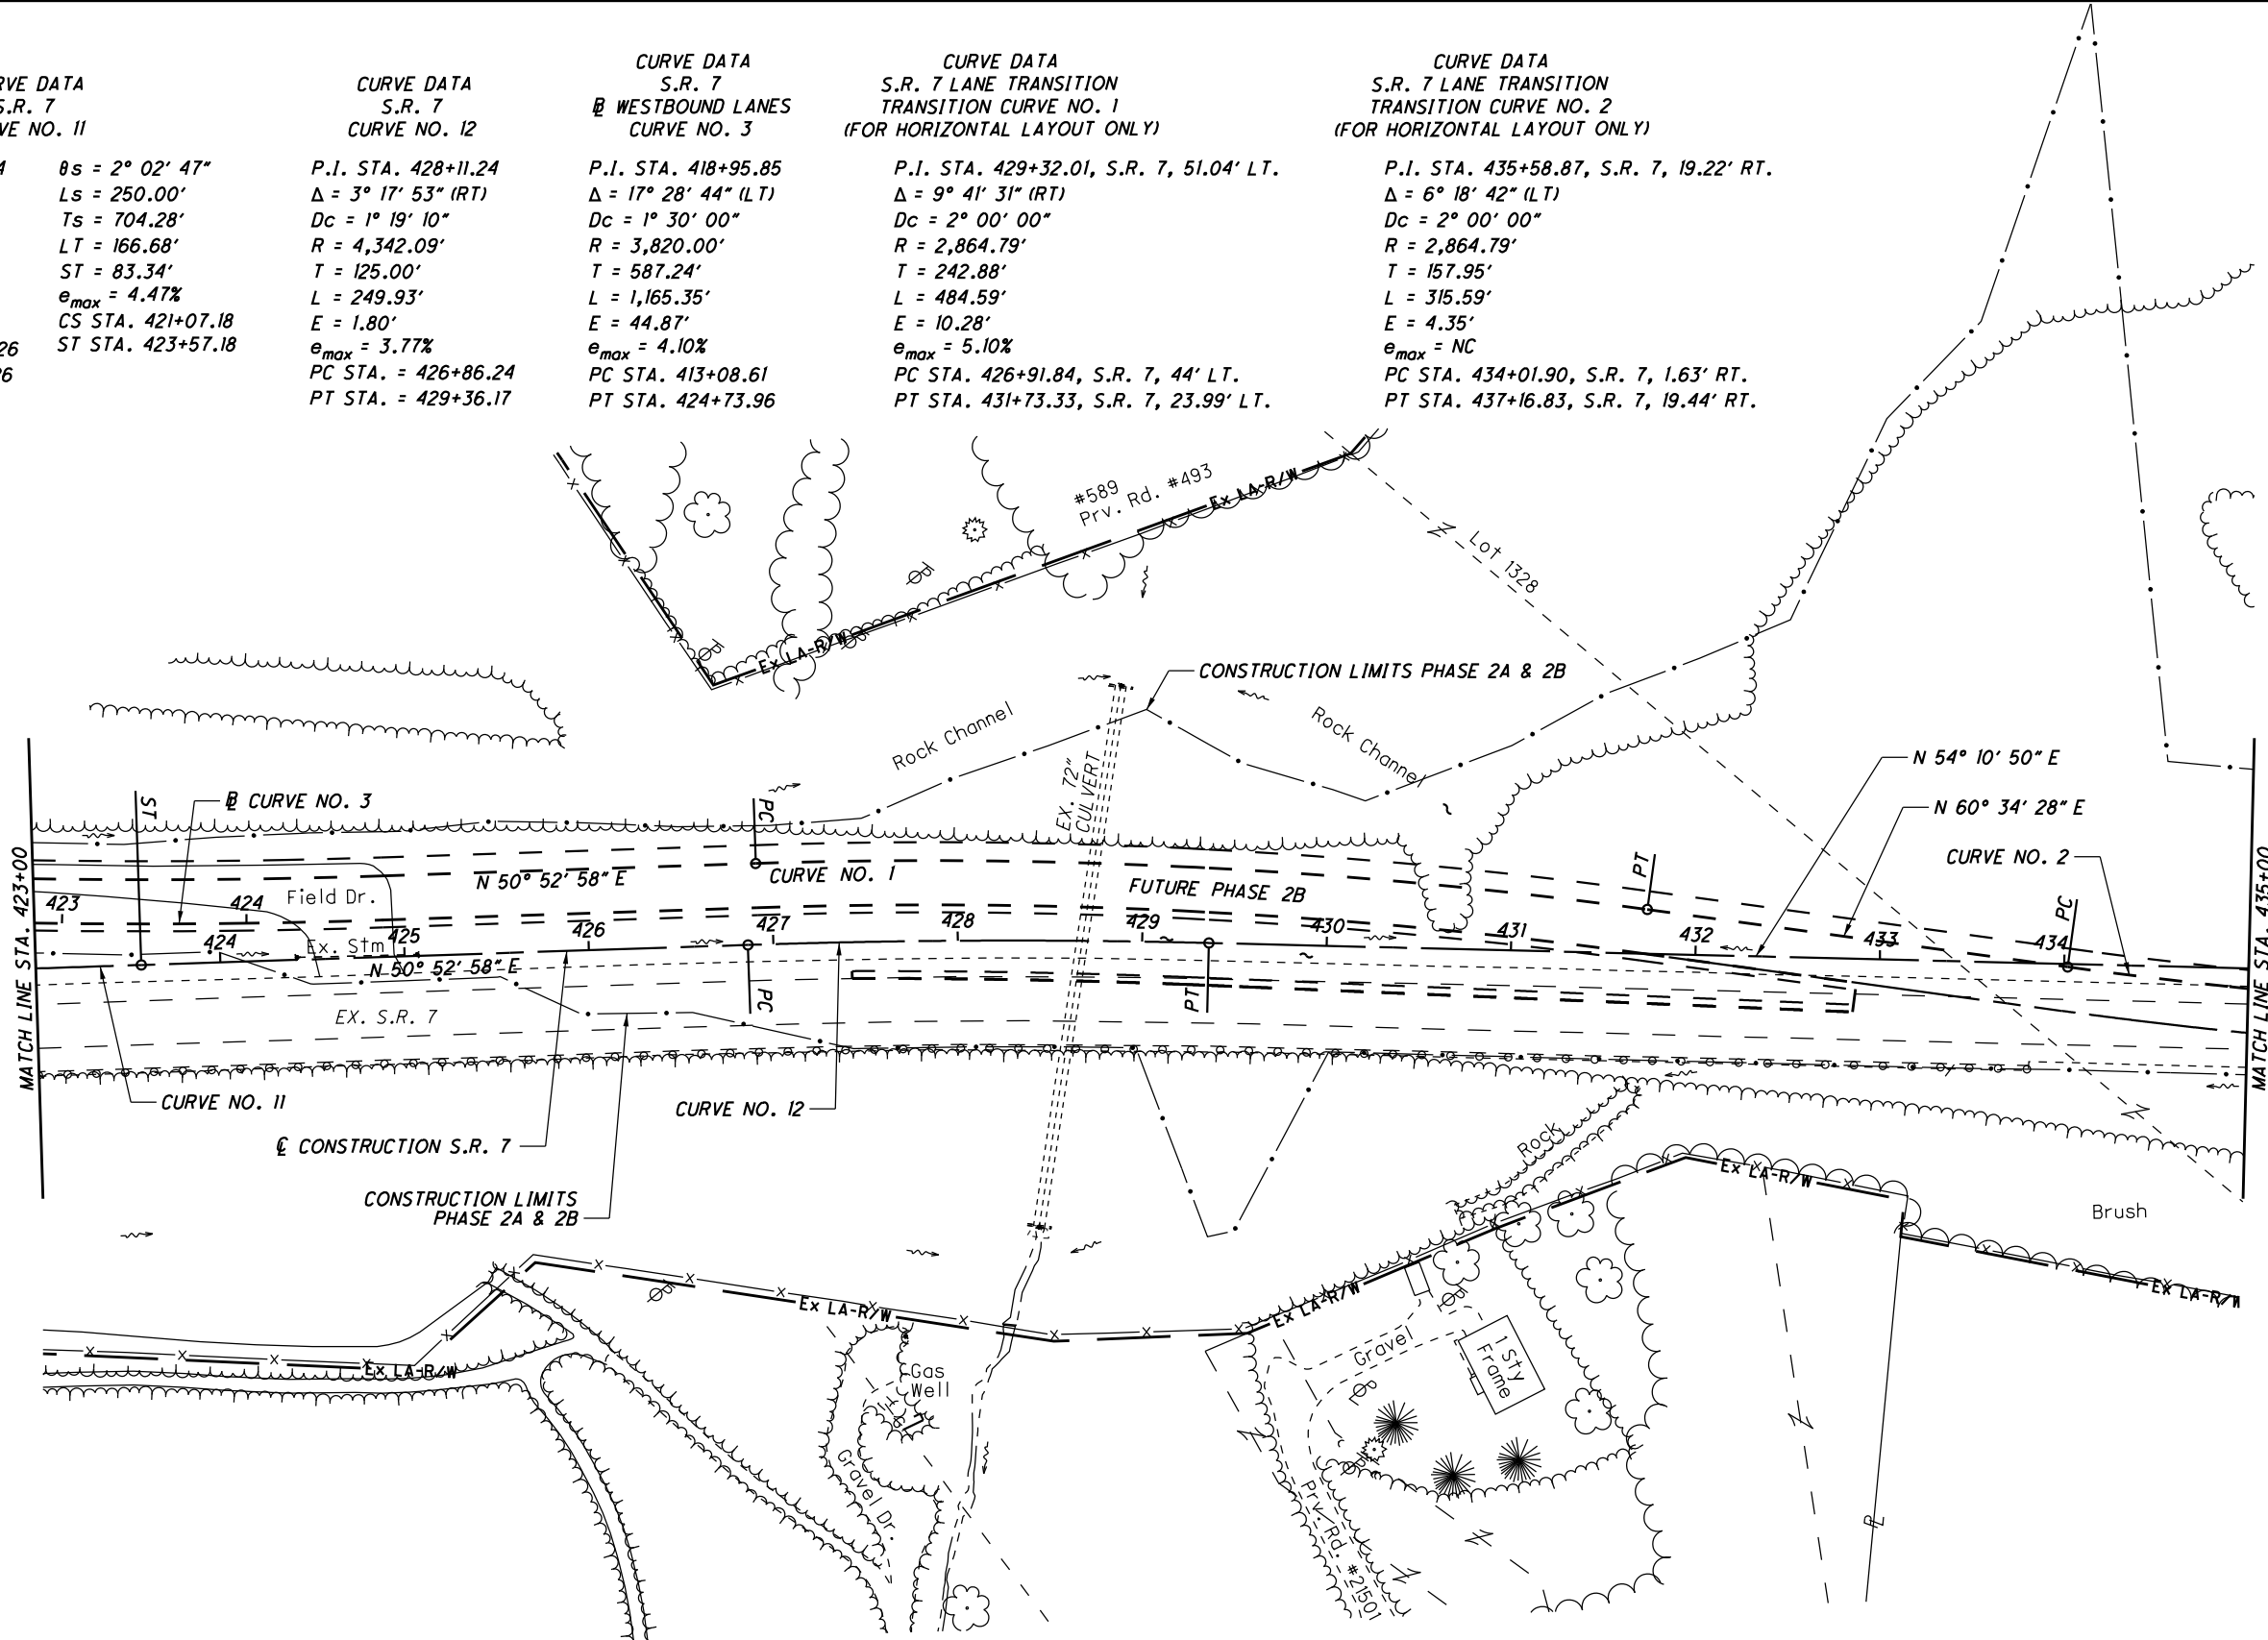 RVE DATA
S.R. 7
VE NO. 11
4
26
26
θs = 2° 02' 47"
Ls = 250.00'
Ts = 704.28'
LT = 166.68'
ST = 83.34'
emax = 4.47%
CS STA. 421+07.18
ST STA. 423+57.18
CURVE DATA
S.R. 7
CURVE NO. 12
P.I. STA. 428+11.24
Δ = 3° 17' 53" (RT)
Dc = 1° 19' 10"
R = 4,342.09'
T = 125.00'
L = 249.93'
E = 1.80'
emax = 3.77%
PC STA. = 426+86.24
PT STA. = 429+36.17
CURVE DATA
S.R. 7
BL WESTBOUND LANES
CURVE NO. 3
P.I. STA. 418+95.85
Δ = 17° 28' 44" (LT)
Dc = 1° 30' 00"
R = 3,820.00'
T = 587.24'
L = 1,165.35'
E = 44.87'
emax = 4.10%
PC STA. 413+08.61
PT STA. 424+73.96
CURVE DATA
S.R. 7 LANE TRANSITION
TRANSITION CURVE NO. 1
(FOR HORIZONTAL LAYOUT ONLY)
P.I. STA. 429+32.01, S.R. 7, 51.04' LT.
Δ = 9° 41' 31" (RT)
Dc = 2° 00' 00"
R = 2,864.79'
T = 242.88'
L = 484.59'
E = 10.28'
emax = 5.10%
PC STA. 426+91.84, S.R. 7, 44' LT.
PT STA. 431+73.33, S.R. 7, 23.99' LT.
CURVE DATA
S.R. 7 LANE TRANSITION
TRANSITION CURVE NO. 2
(FOR HORIZONTAL LAYOUT ONLY)
P.I. STA. 435+58.87, S.R. 7, 19.22' RT.
Δ = 6° 18' 42" (LT)
Dc = 2° 00' 00"
R = 2,864.79'
T = 157.95'
L = 315.59'
E = 4.35'
emax = NC
PC STA. 434+01.90, S.R. 7, 1.63' RT.
PT STA. 437+16.83, S.R. 7, 19.44' RT.
#589
Prv. Rd. #493
Ex LA-R/W
Lot 1328
Ex LA-R/W
CONSTRUCTION LIMITS PHASE 2A & 2B
Rock Channel
Rock Channel
EX. 72"
CULVERT
N 54° 10' 50" E
N 60° 34' 28" E
CURVE NO. 2
BL CURVE NO. 3
ST
PC
PT
PC
MATCH LINE STA. 423+00
MATCH LINE STA. 435+00
N 50° 52' 58" E
CURVE NO. 1
FUTURE PHASE 2B
Field Dr.
423
424
424
Ex. Stm
425
426
427
428
429
430
431
432
433
434
N 50° 52' 58" E
PC
PT
EX. S.R. 7
CURVE NO. 11
CURVE NO. 12
CL CONSTRUCTION S.R. 7
CONSTRUCTION LIMITS
PHASE 2A & 2B
Rock
Ex LA-R/W
Brush
Ex LA-R/W
Ex LA-R/W
Ex LA-R/W
Ex LA-R/W
Gravel
1 Sty
Frame
Gas
Well
Gravel Dr.
Prv. Rd. #21501
PL